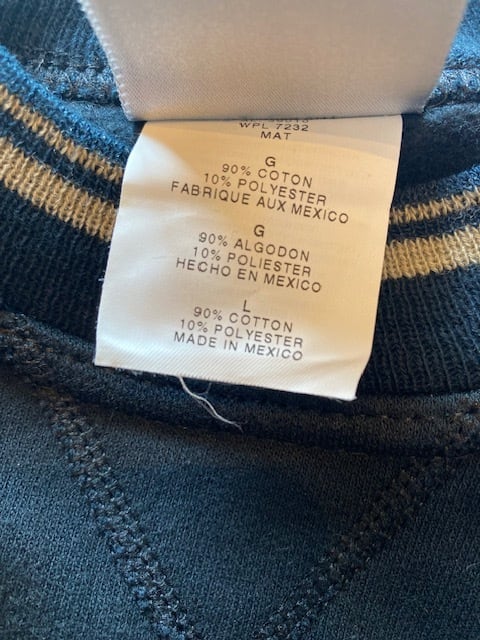 WPL 7232
MAT
G
90% COTON
10% POLYESTER
FABRIQUE AUX MEXICO
G
90% ALGODON
10% POLIESTER
HECHO EN MEXICO
L
90% COTTON
10% POLYESTER
MADE IN MEXICO